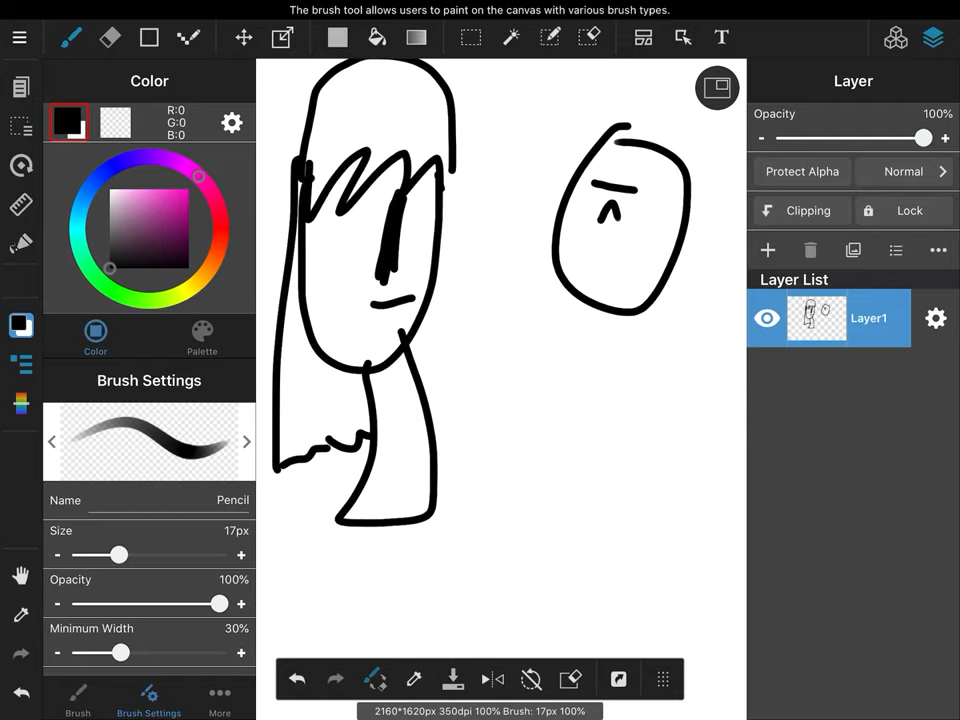 The brush tool allows users to paint on the canvas with various brush types.
T
Color
R:0
G:0
B:0
Color
Palette
Brush Settings
Name Pencil
Size 17px
- +
Opacity 100%
- +
Minimum Width 30%
- +
Brush
Brush Settings
More
2160*1620px 350dpi 100% Brush: 17px 100%
Layer
Opacity 100%
- +
Protect Alpha
Normal
Clipping
Lock
Layer List
Layer1